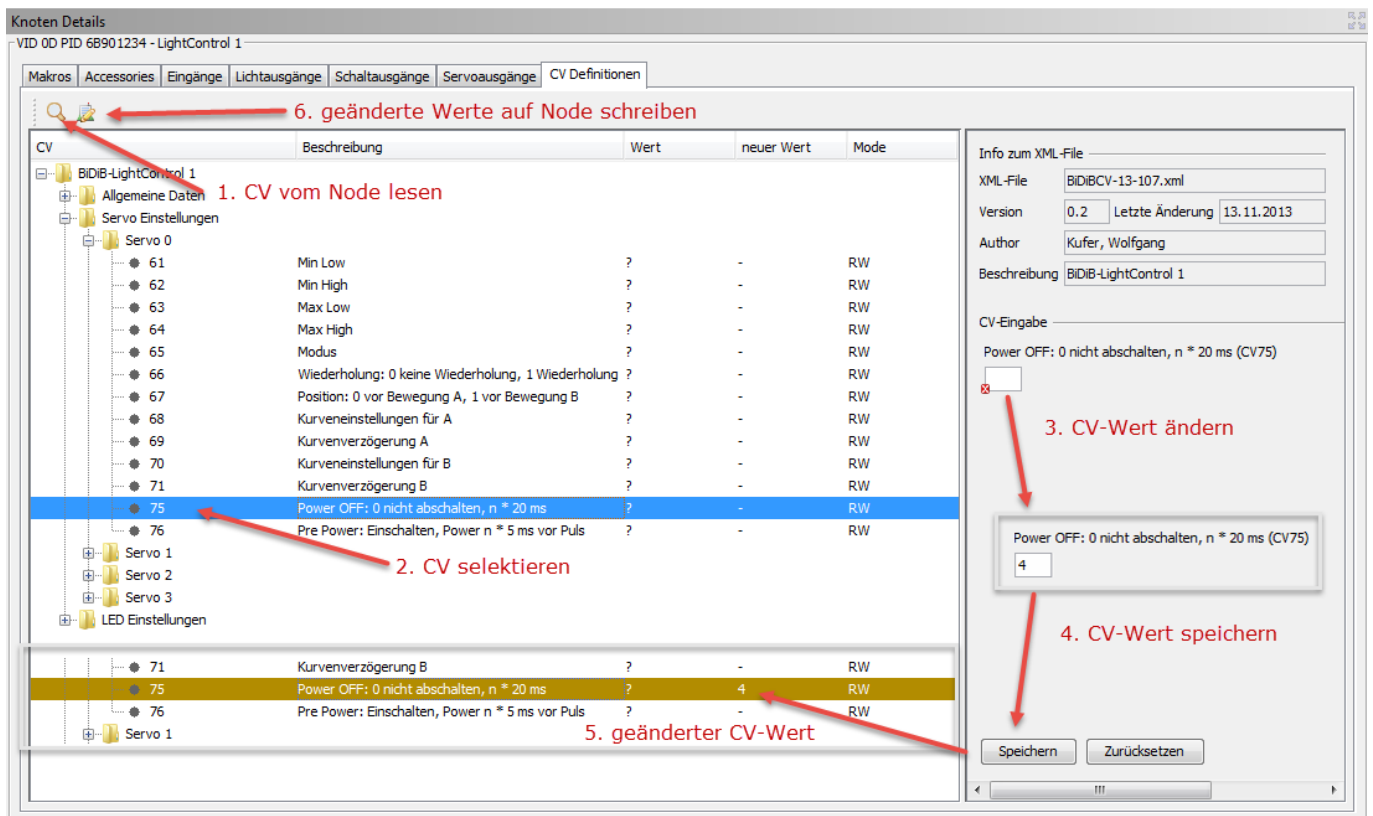 Knoten Details
VID 0D PID 6B901234 - LightControl 1
Makros Accessories Eingänge Lichtausgänge Schaltausgänge Servoausgänge CV Definitionen
6. geänderte Werte auf Node schreiben
CV Beschreibung Wert neuer Wert Mode
BiDiB-LightControl 1
Allgemeine Daten
1. CV vom Node lesen
Servo Einstellungen
Servo 0
61 Min Low ? - RW
62 Min High ? - RW
63 Max Low ? - RW
64 Max High ? - RW
65 Modus ? - RW
66 Wiederholung: 0 keine Wiederholung, 1 Wiederholung ? - RW
67 Position: 0 vor Bewegung A, 1 vor Bewegung B ? - RW
68 Kurveneinstellungen für A ? - RW
69 Kurvenverzögerung A ? - RW
70 Kurveneinstellungen für B ? - RW
71 Kurvenverzögerung B ? - RW
75 Power OFF: 0 nicht abschalten, n * 20 ms ? - RW
76 Pre Power: Einschalten, Power n * 5 ms vor Puls ? - RW
Servo 1
2. CV selektieren
Servo 2
Servo 3
LED Einstellungen
71 Kurvenverzögerung B ? - RW
75 Power OFF: 0 nicht abschalten, n * 20 ms ? 4 RW
76 Pre Power: Einschalten, Power n * 5 ms vor Puls ? - RW
Servo 1
5. geänderter CV-Wert
Info zum XML-File
XML-File BiDiBCV-13-107.xml
Version 0.2 Letzte Änderung 13.11.2013
Author Kufer, Wolfgang
Beschreibung BiDiB-LightControl 1
CV-Eingabe
Power OFF: 0 nicht abschalten, n * 20 ms (CV75)
3. CV-Wert ändern
Power OFF: 0 nicht abschalten, n * 20 ms (CV75)
4
4. CV-Wert speichern
Speichern Zurücksetzen